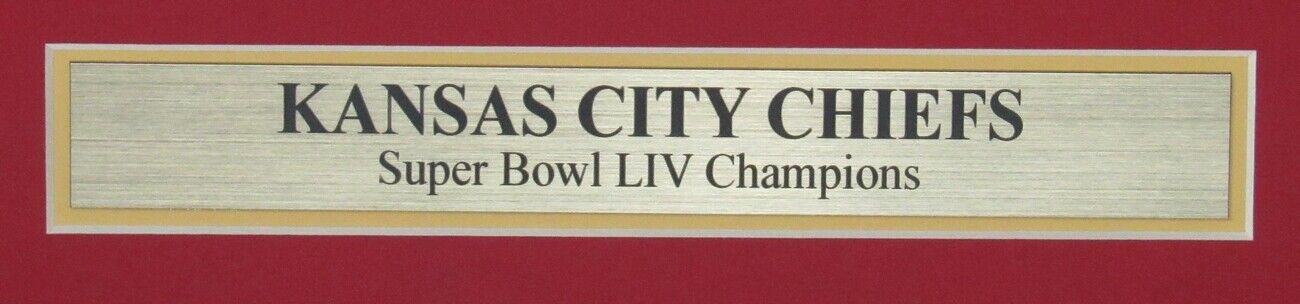 KANSAS CITY CHIEFS
Super Bowl LIV Champions